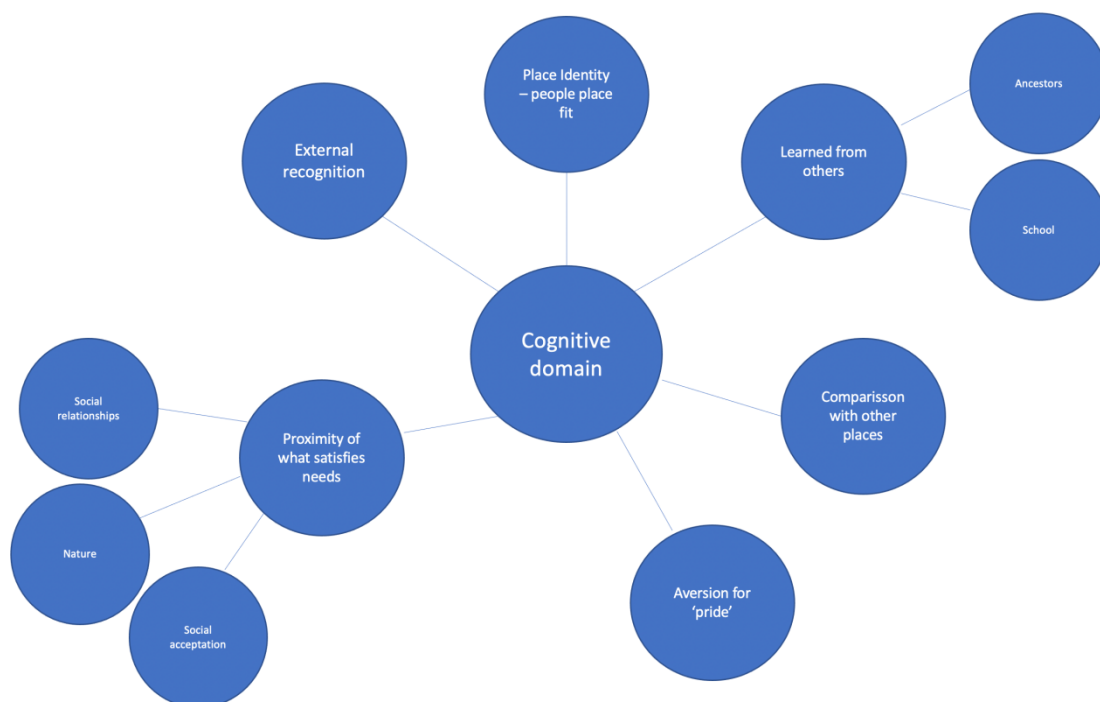 Place Identity
– people place
fit
Ancestors
External
recognition
Learned from
others
School
Cognitive
domain
Social
relationships
Comparisson
with other
places
Proximity of
what satisfies
needs
Nature
Aversion for
‘pride’
Social
acceptation